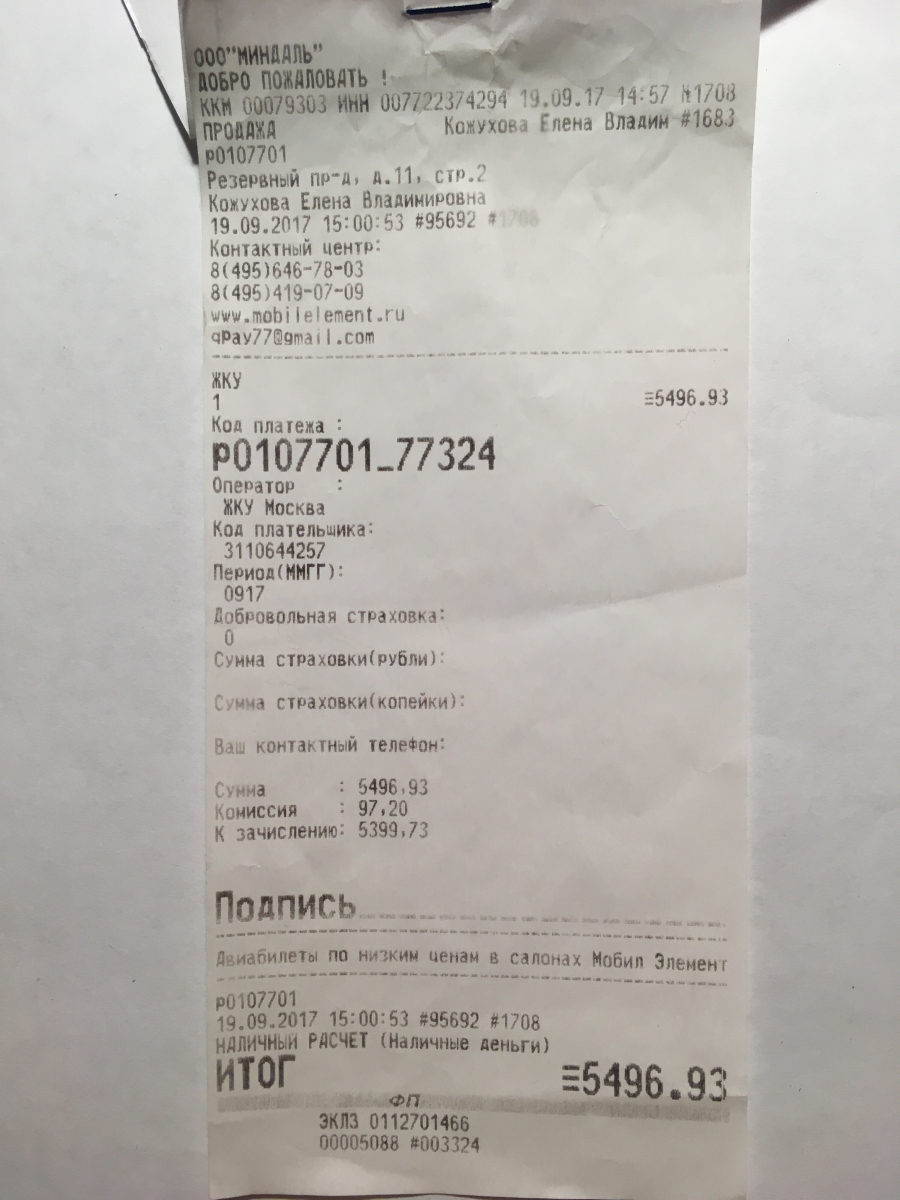 ООО"МИНДАЛЬ"
ДОБРО ПОЖАЛОВАТЬ !
ККМ 00079303 ИНН 007722374294 19.09.17 14:57 №1708
ПРОДАЖА Кожухова Елена Владим #1683
p0107701
Резервный пр-д, д.11, стр.2
Кожухова Елена Владимировна
19.09.2017 15:00:53 #95692 #1708
Контактный центр:
8(495)646-78-03
8(495)419-07-09
www.mobilelement.ru
qpay77@gmail.com
ЖКУ
1 ≡5496.93
Код платежа :
p0107701_77324
Оператор :
ЖКУ Москва
Код плательшика:
3110644257
Период(ММГГ):
0917
Добровольная страховка:
0
Сумма страховки(рубли):
Сумма страховки(копейки):
Ваш контактный телефон:
Сумма : 5496,93
Комиссия : 97,20
К зачислению: 5399,73
Подпись
Авиабилеты по низким ценам в салонах Мобил Элемент
p0107701
19.09.2017 15:00:53 #95692 #1708
НАЛИЧНЫЙ РАСЧЕТ (Наличные деньги)
ИТОГ ≡5496.93
ФП
ЭКЛЗ 0112701466
00005088 #003324